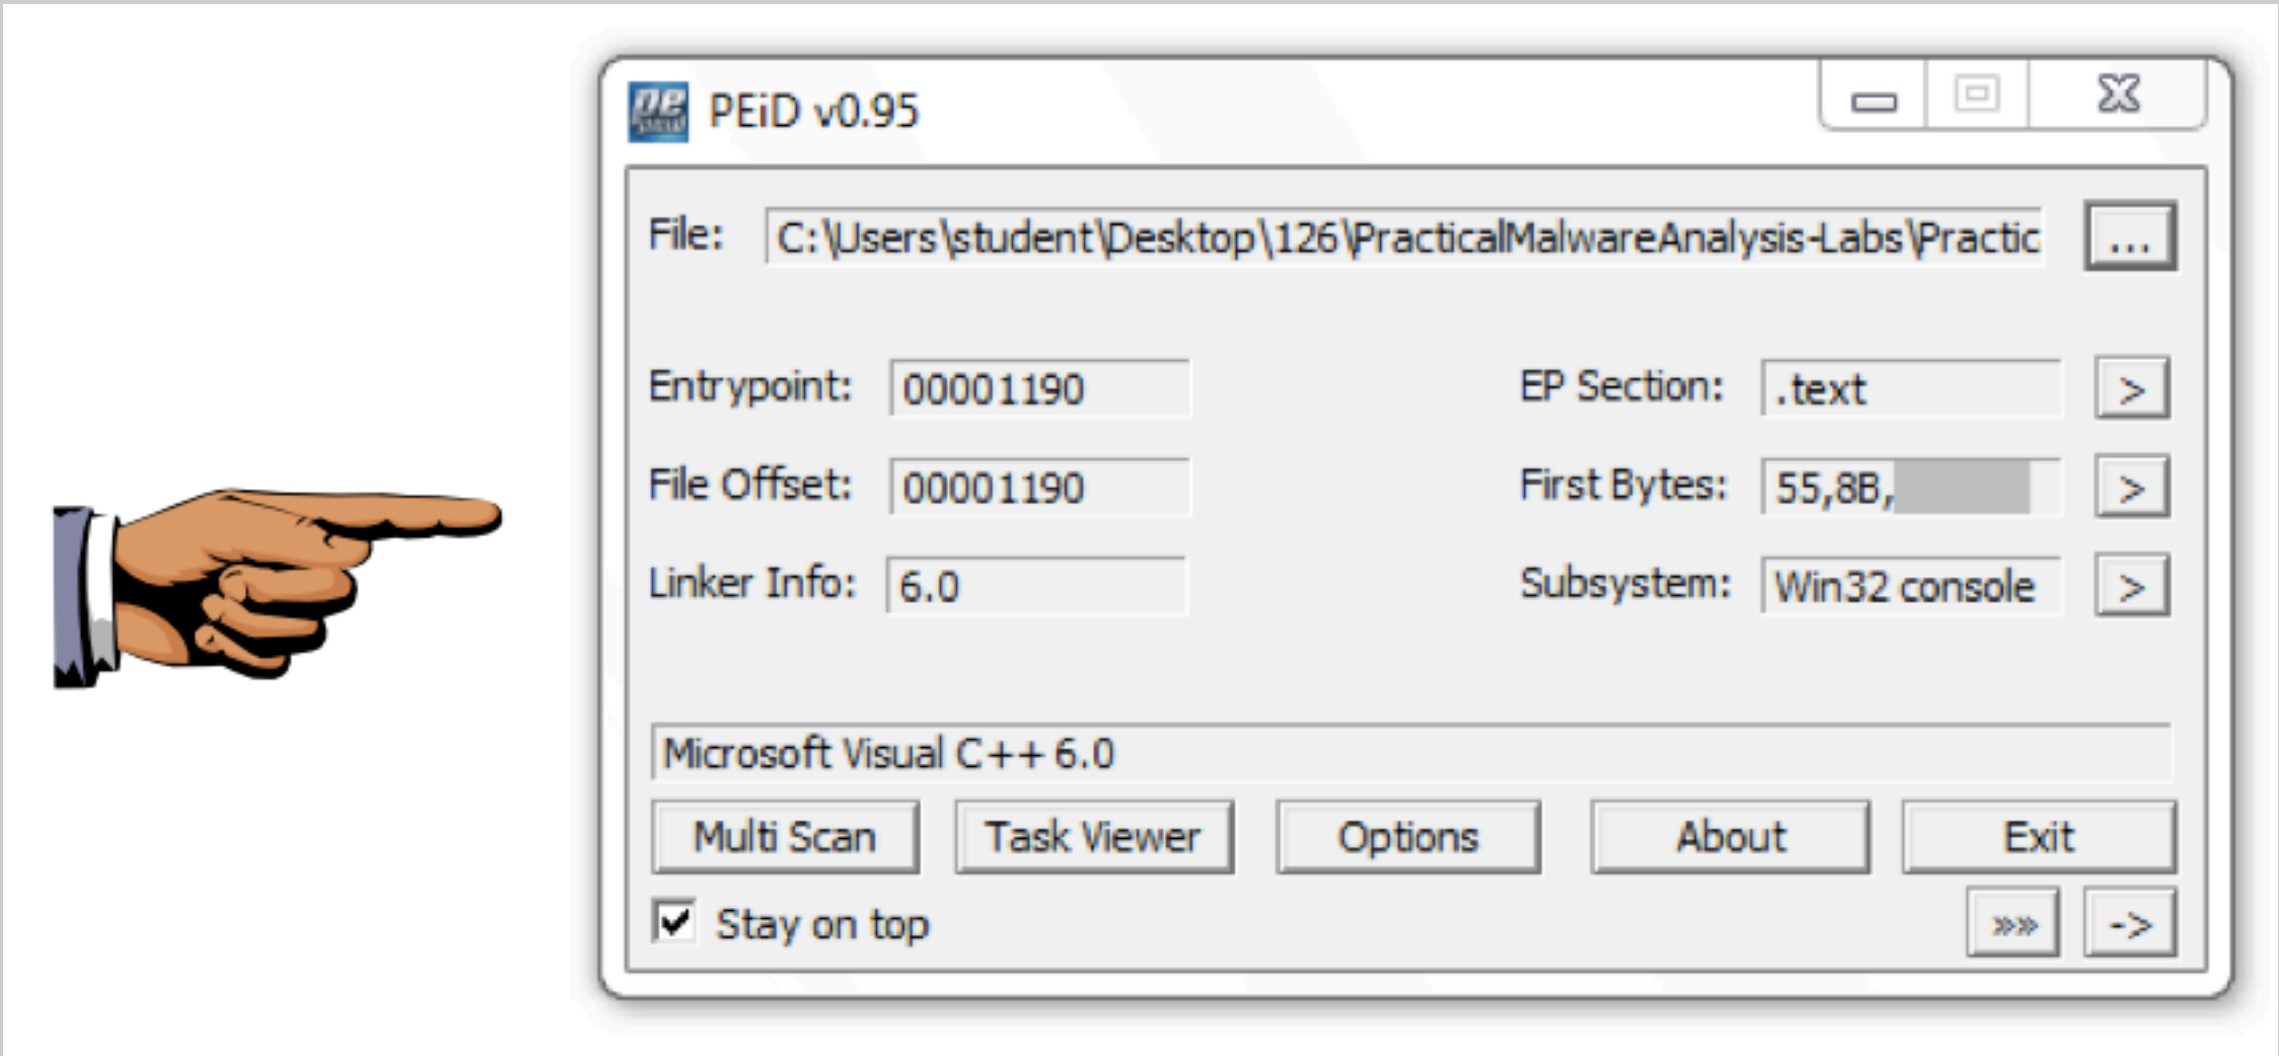 PEiD v0.95
File: C:\Users\student\Desktop\126\PracticalMalwareAnalysis-Labs\Practic ...
Entrypoint: 00001190 EP Section: .text >
File Offset: 00001190 First Bytes: 55,8B, >
Linker Info: 6.0 Subsystem: Win32 console >
Microsoft Visual C++ 6.0
Multi Scan Task Viewer Options About Exit
Stay on top »» ->